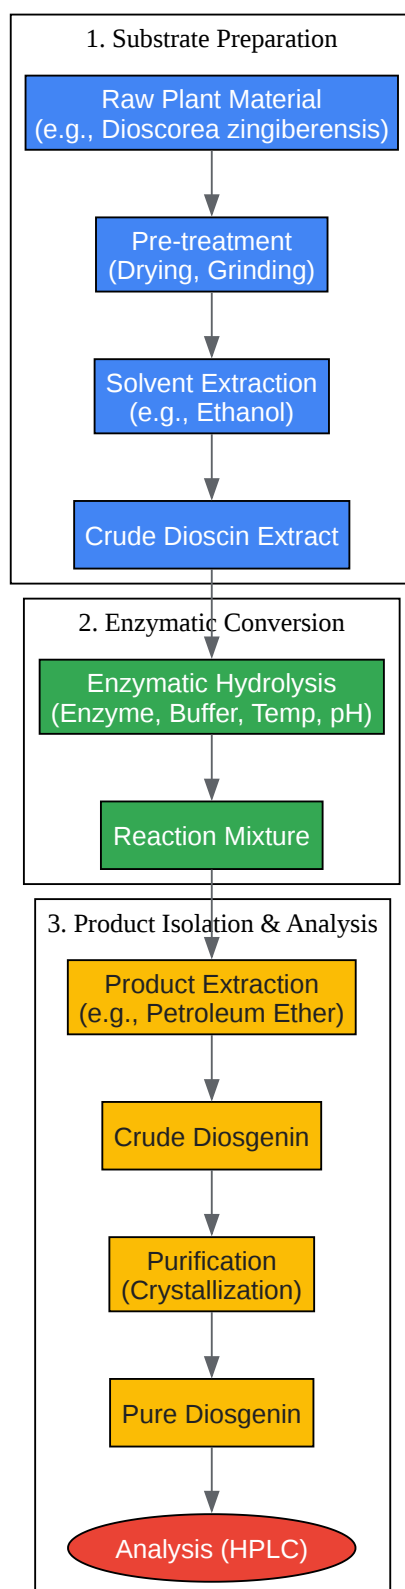 1. Substrate Preparation
Raw Plant Material
(e.g., Dioscorea zingiberensis)
Pre-treatment
(Drying, Grinding)
Solvent Extraction
(e.g., Ethanol)
Crude Dioscin Extract
2. Enzymatic Conversion
Enzymatic Hydrolysis
(Enzyme, Buffer, Temp, pH)
Reaction Mixture
3. Product Isolation & Analysis
Product Extraction
(e.g., Petroleum Ether)
Crude Diosgenin
Purification
(Crystallization)
Pure Diosgenin
Analysis (HPLC)